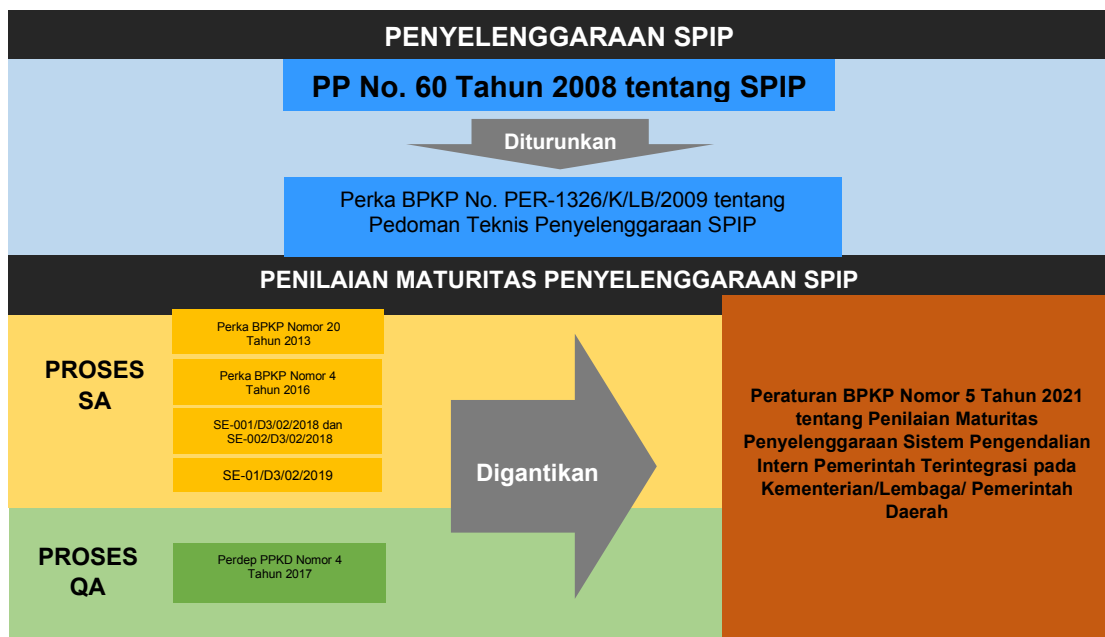 PENYELENGGARAAN SPIP
PP No. 60 Tahun 2008 tentang SPIP
Diturunkan
Perka BPKP No. PER-1326/K/LB/2009 tentang
Pedoman Teknis Penyelenggaraan SPIP
PENILAIAN MATURITAS PENYELENGGARAAN SPIP
PROSES
SA
Perka BPKP Nomor 20
Tahun 2013
Perka BPKP Nomor 4
Tahun 2016
SE-001/D3/02/2018 dan
SE-002/D3/02/2018
SE-01/D3/02/2019
PROSES
QA
Perdep PPKD Nomor 4
Tahun 2017
Digantikan
Peraturan BPKP Nomor 5 Tahun 2021
tentang Penilaian Maturitas
Penyelenggaraan Sistem Pengendalian
Intern Pemerintah Terintegrasi pada
Kementerian/Lembaga/ Pemerintah
Daerah